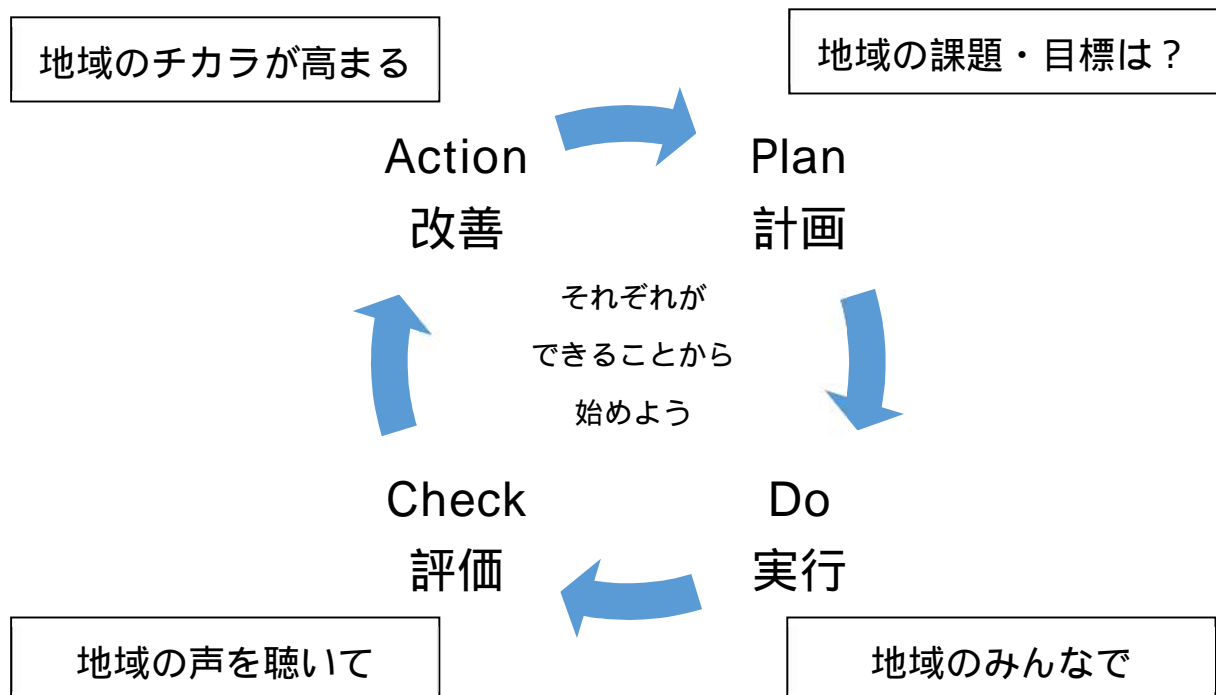 地域のチカラが高まる
地域の課題・目標は？
Action
改善
Plan
計画
それぞれが
できることから
始めよう
Check
評価
Do
実行
地域の声を聴いて
地域のみんなで